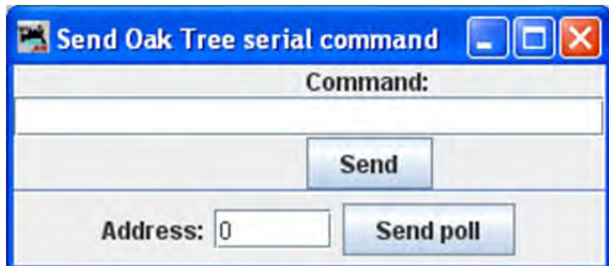 Send Oak Tree serial command
Command:
Send
Address: 0 Send poll